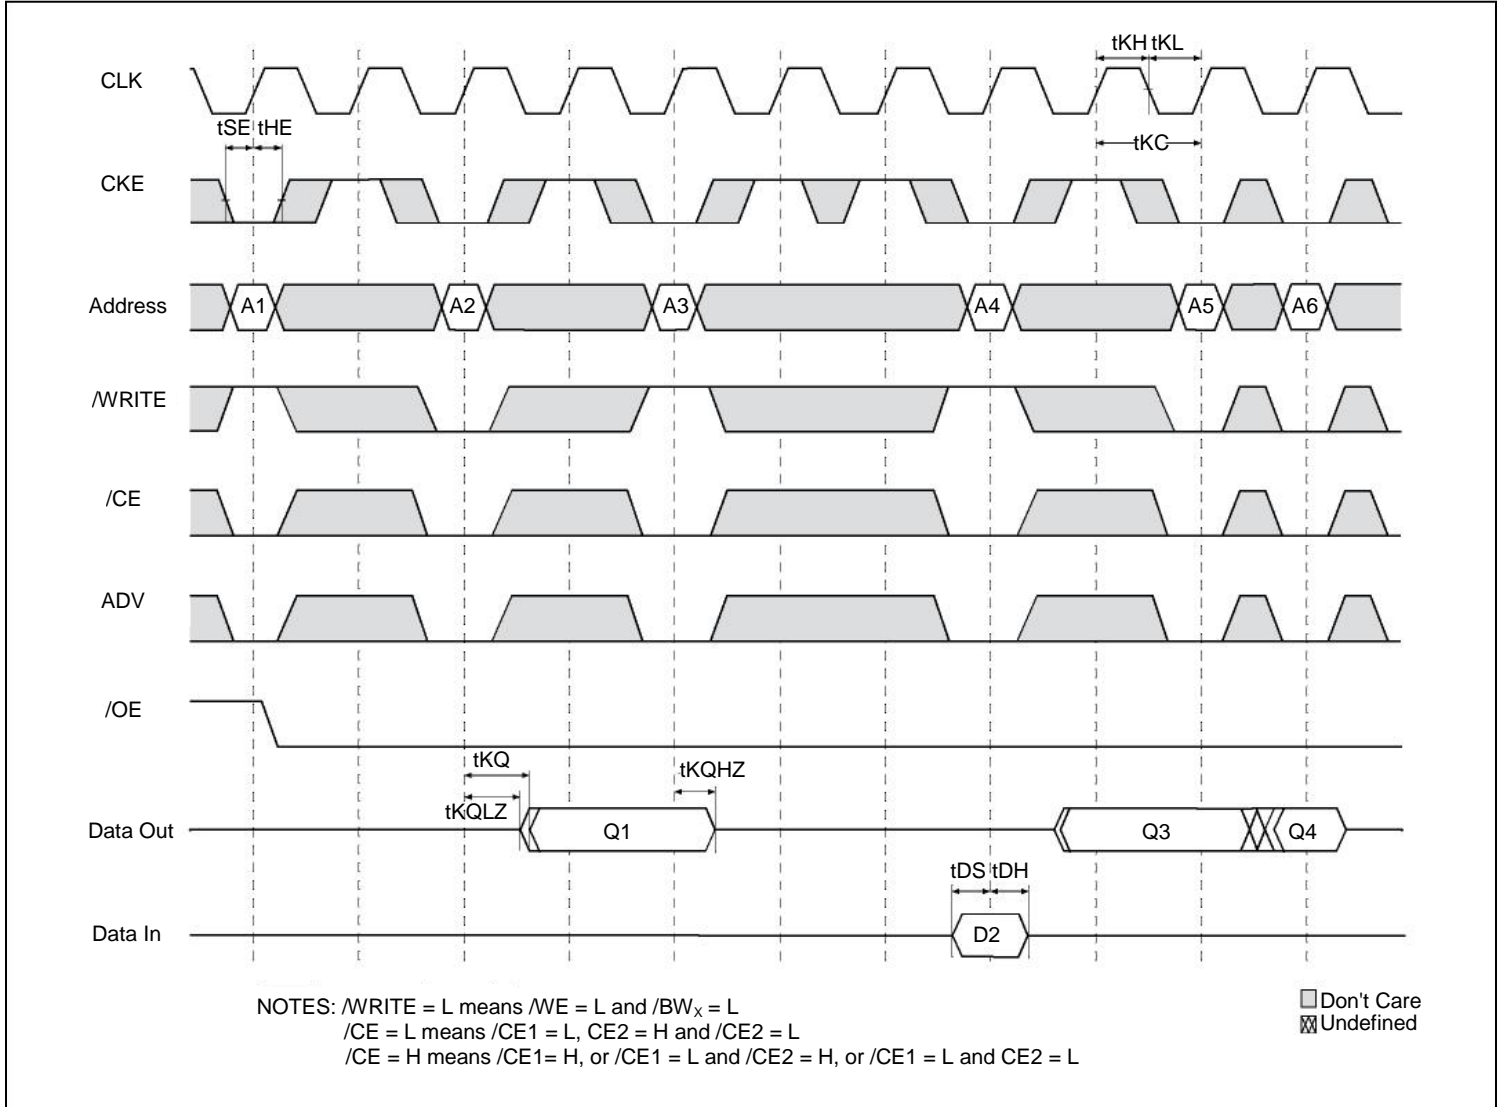 tKH tKL
CLK
tSE tHE
tKC
CKE
Address A1 A2 A3 A4 A5 A6
/WRITE
/CE
ADV
/OE
tKQ
tKQHZ
tKQLZ
Data Out Q1 Q3 Q4
tDS tDH
Data In D2
NOTES: /WRITE = L means /WE = L and /BWX = L
/CE = L means /CE1 = L, CE2 = H and /CE2 = L
/CE = H means /CE1= H, or /CE1 = L and /CE2 = H, or /CE1 = L and CE2 = L
Don't Care
Undefined